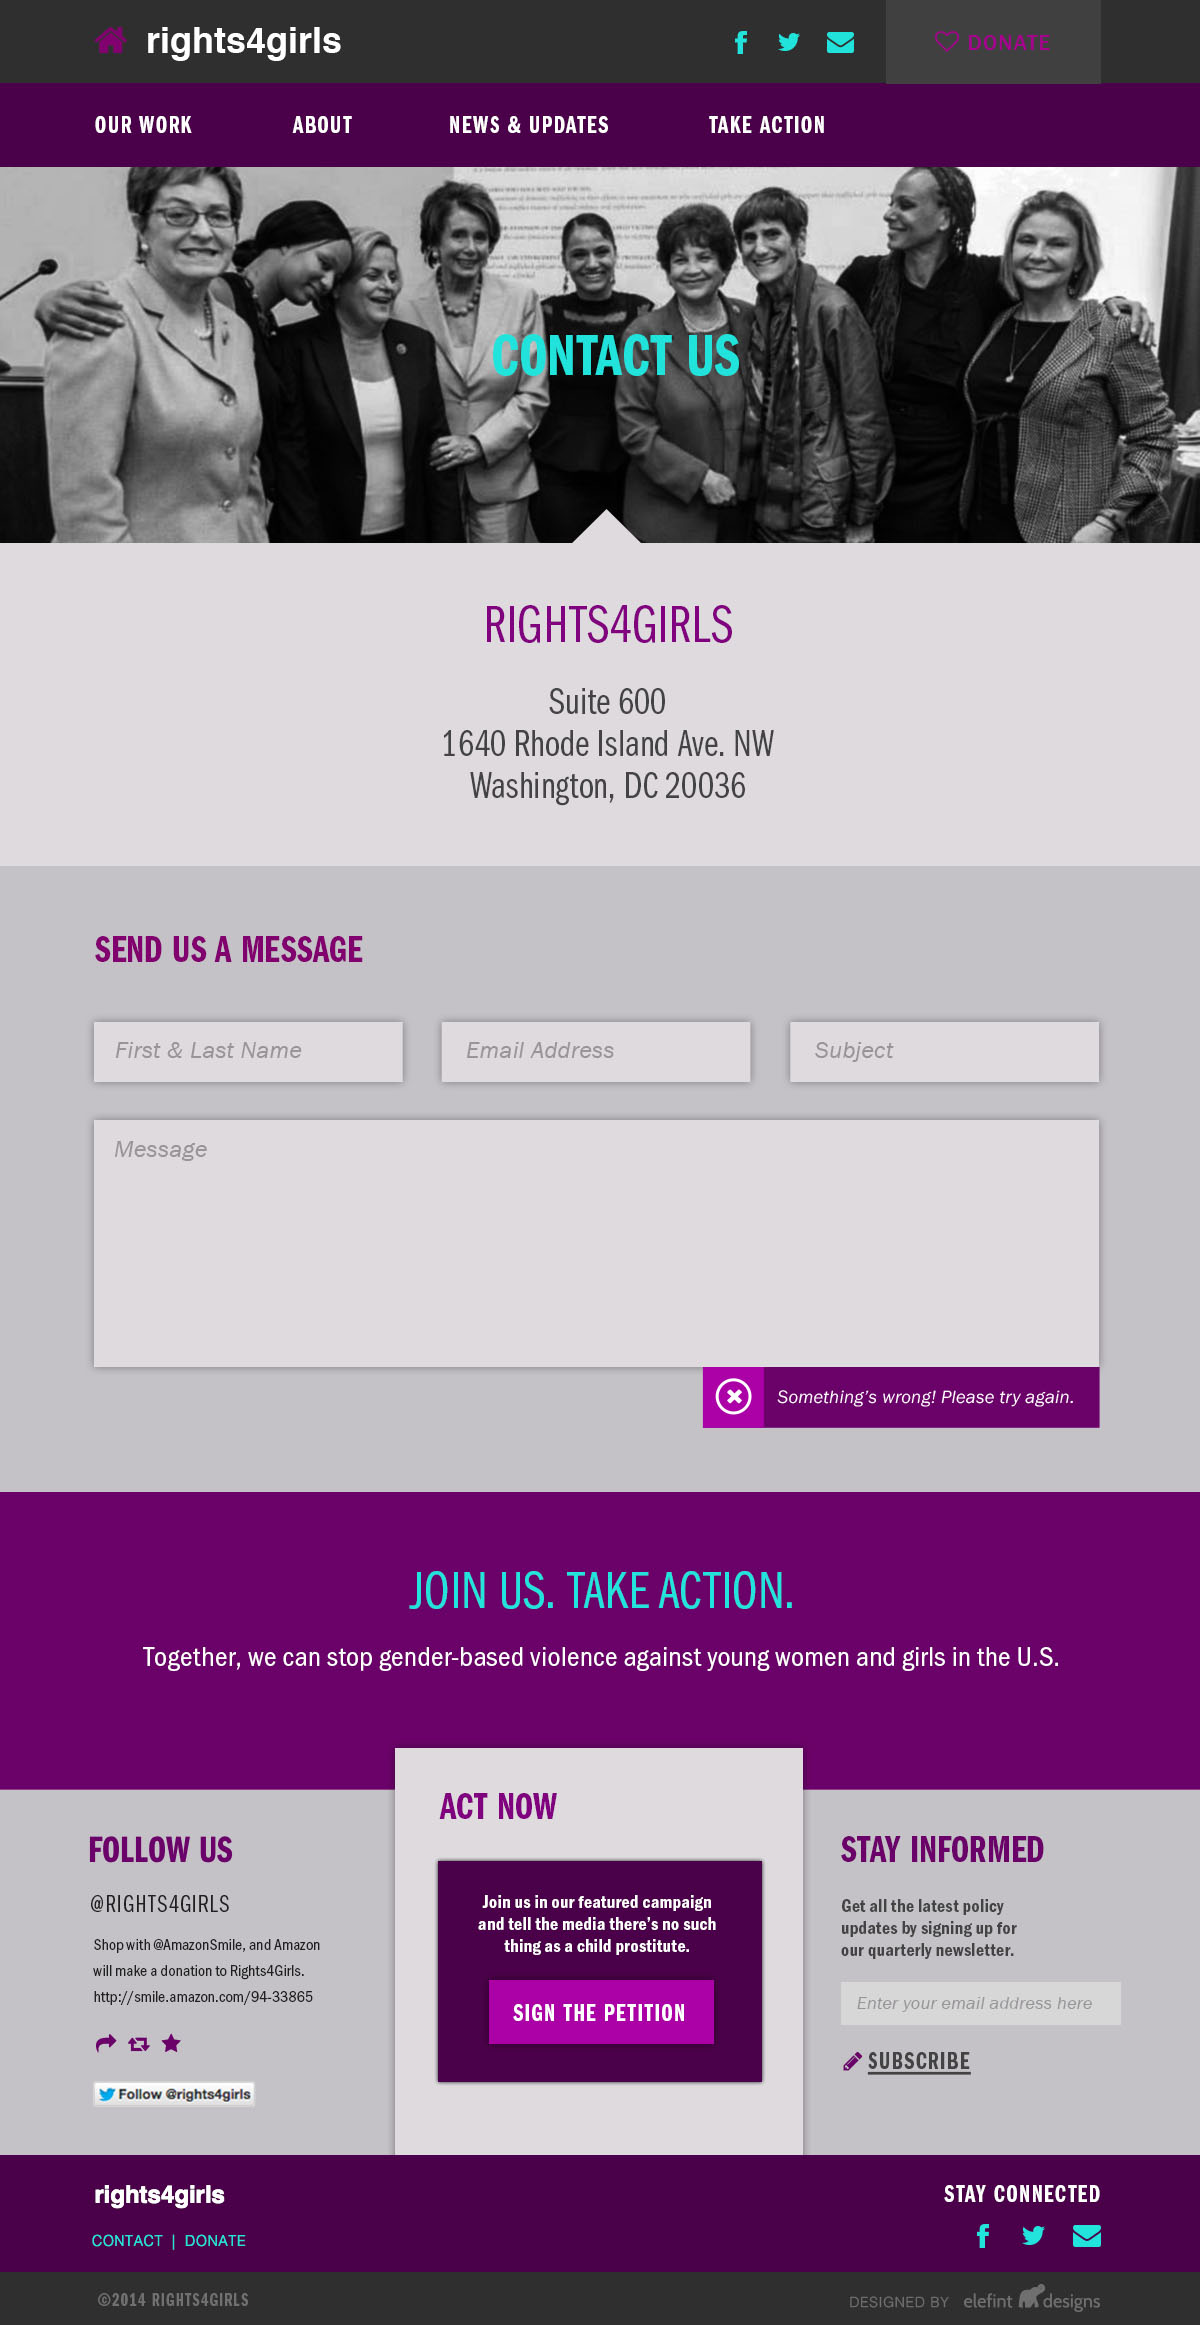 rights4girls
DONATE
OUR WORK
ABOUT
NEWS & UPDATES
TAKE ACTION
CONTACT US
RIGHTS4GIRLS
Suite 600
1640 Rhode Island Ave. NW
Washington, DC 20036
SEND US A MESSAGE
First & Last Name
Email Address
Subject
Message
Something's wrong! Please try again.
JOIN US. TAKE ACTION.
Together, we can stop gender-based violence against young women and girls in the U.S.
FOLLOW US
@RIGHTS4GIRLS
Shop with @AmazonSmile, and Amazon
will make a donation to Rights4Girls.
http://smile.amazon.com/94-33865
Follow @rights4girls
ACT NOW
Join us in our featured campaign
and tell the media there's no such
thing as a child prostitute.
SIGN THE PETITION
STAY INFORMED
Get all the latest policy
updates by signing up for
our quarterly newsletter.
Enter your email address here
SUBSCRIBE
rights4girls
CONTACT | DONATE
STAY CONNECTED
©2014 RIGHTS4GIRLS
DESIGNED BY elefint designs